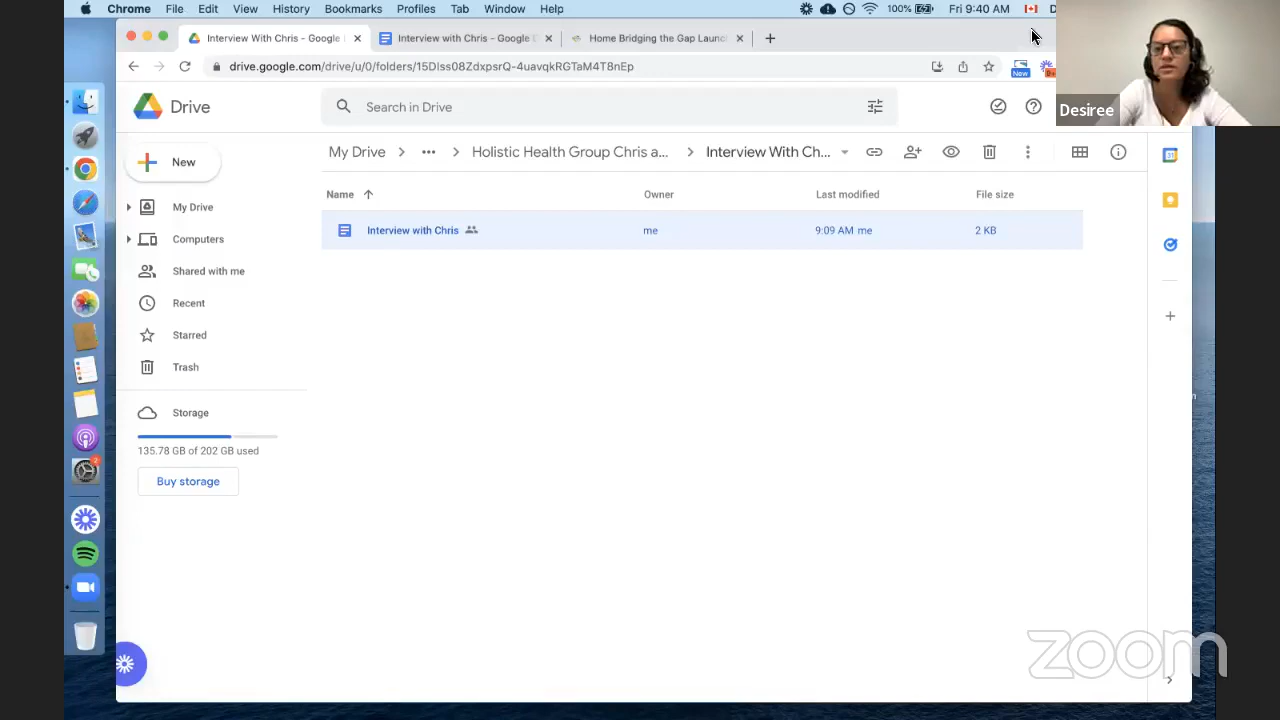 Chrome File Edit View History Bookmarks Profiles Tab Window Help 100% Fri 9:40 AM D
Interview With Chris - Google Interview with Chris - Google Home Bridging the Gap Launc
drive.google.com/drive/u/0/folders/15DlssUsnsxpsrQ-4uavqkRGTaM4T8nEp
New
Desiree
Drive Search in Drive
New
My Drive ... Holistic Health Group Chris a... Interview With Ch...
31
Name Owner Last modified File size
My Drive
Interview with Chris me 9:09 AM me 2 KB
Computers
Shared with me
Recent
Starred
Trash
Storage
135.78 GB of 202 GB used
Buy storage
2
zoom